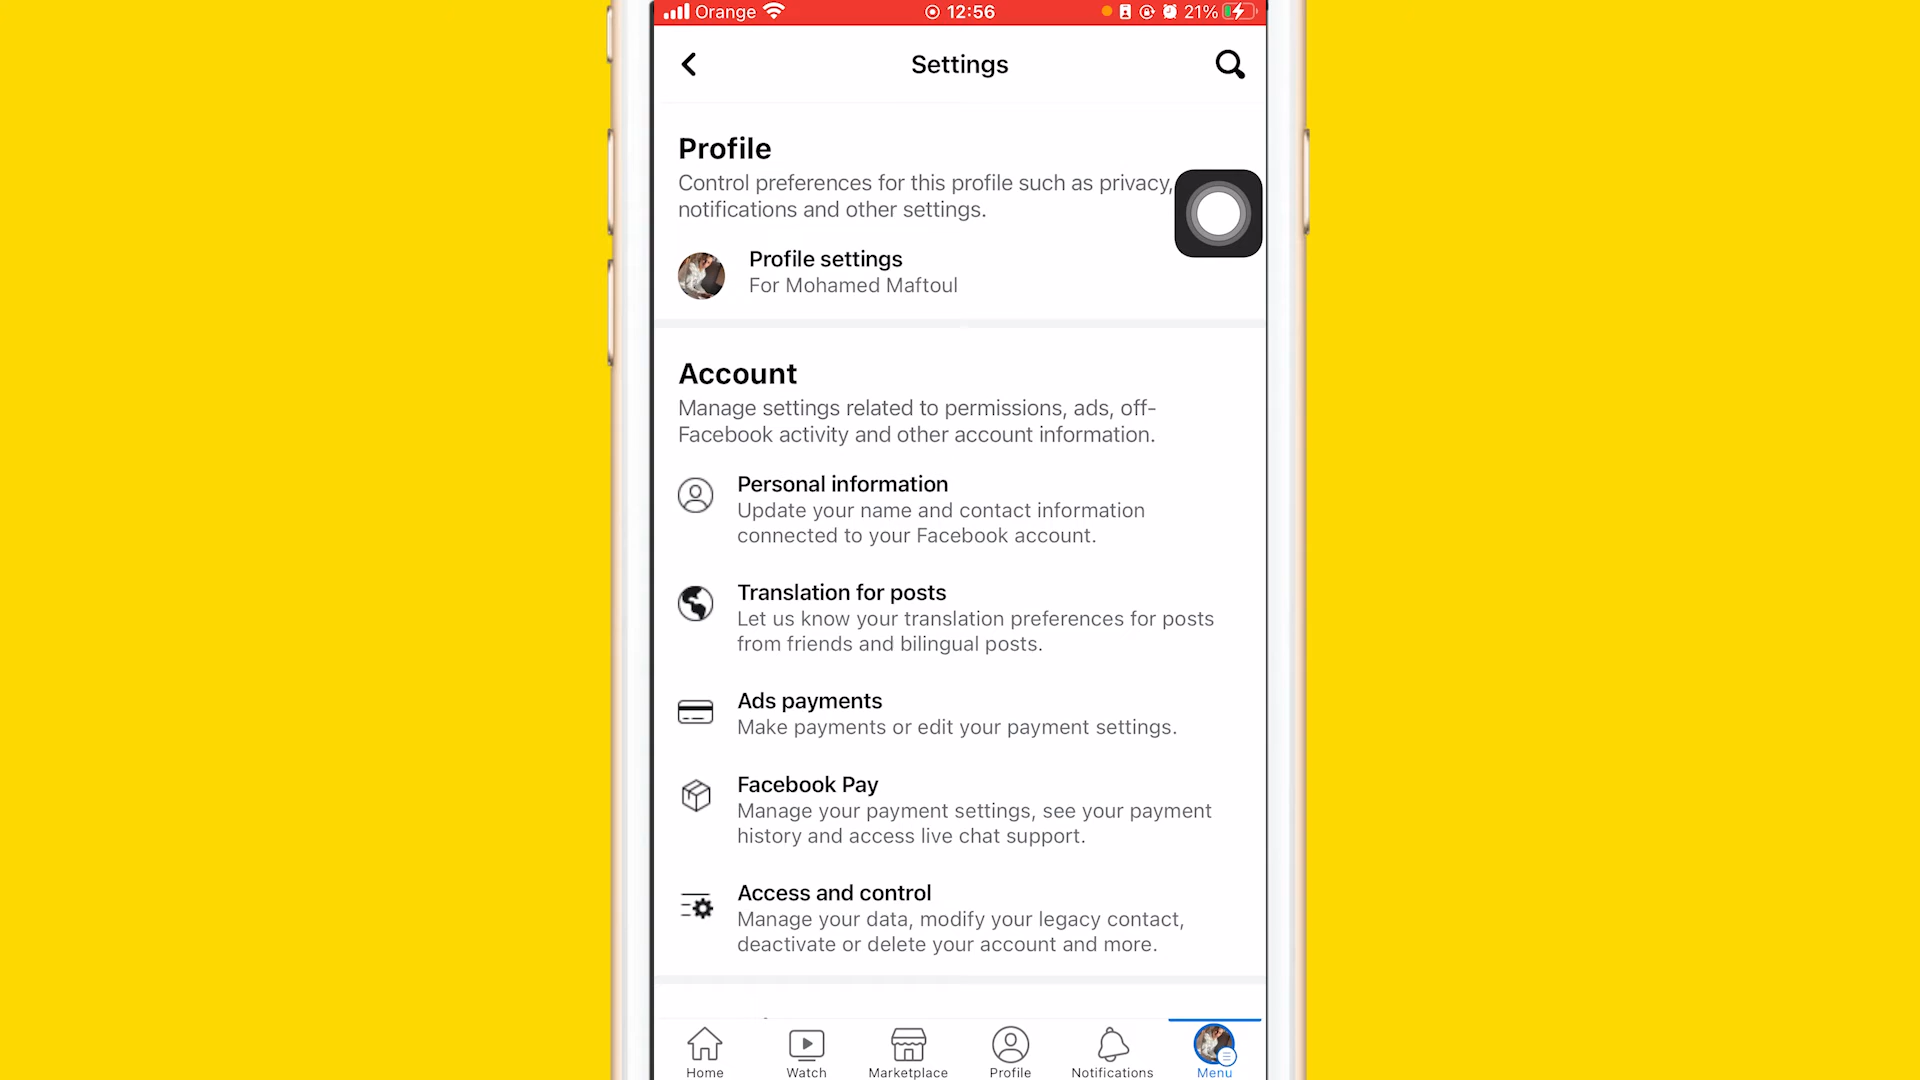 Orange 12:56 21%
Settings
Profile
Control preferences for this profile such as privacy,
notifications and other settings.
Profile settings
For Mohamed Maftoul
Account
Manage settings related to permissions, ads, off-
Facebook activity and other account information.
Personal information
Update your name and contact information
connected to your Facebook account.
Translation for posts
Let us know your translation preferences for posts
from friends and bilingual posts.
Ads payments
Make payments or edit your payment settings.
Facebook Pay
Manage your payment settings, see your payment
history and access live chat support.
Access and control
Manage your data, modify your legacy contact,
deactivate or delete your account and more.
Home Watch Marketplace Profile Notifications Menu